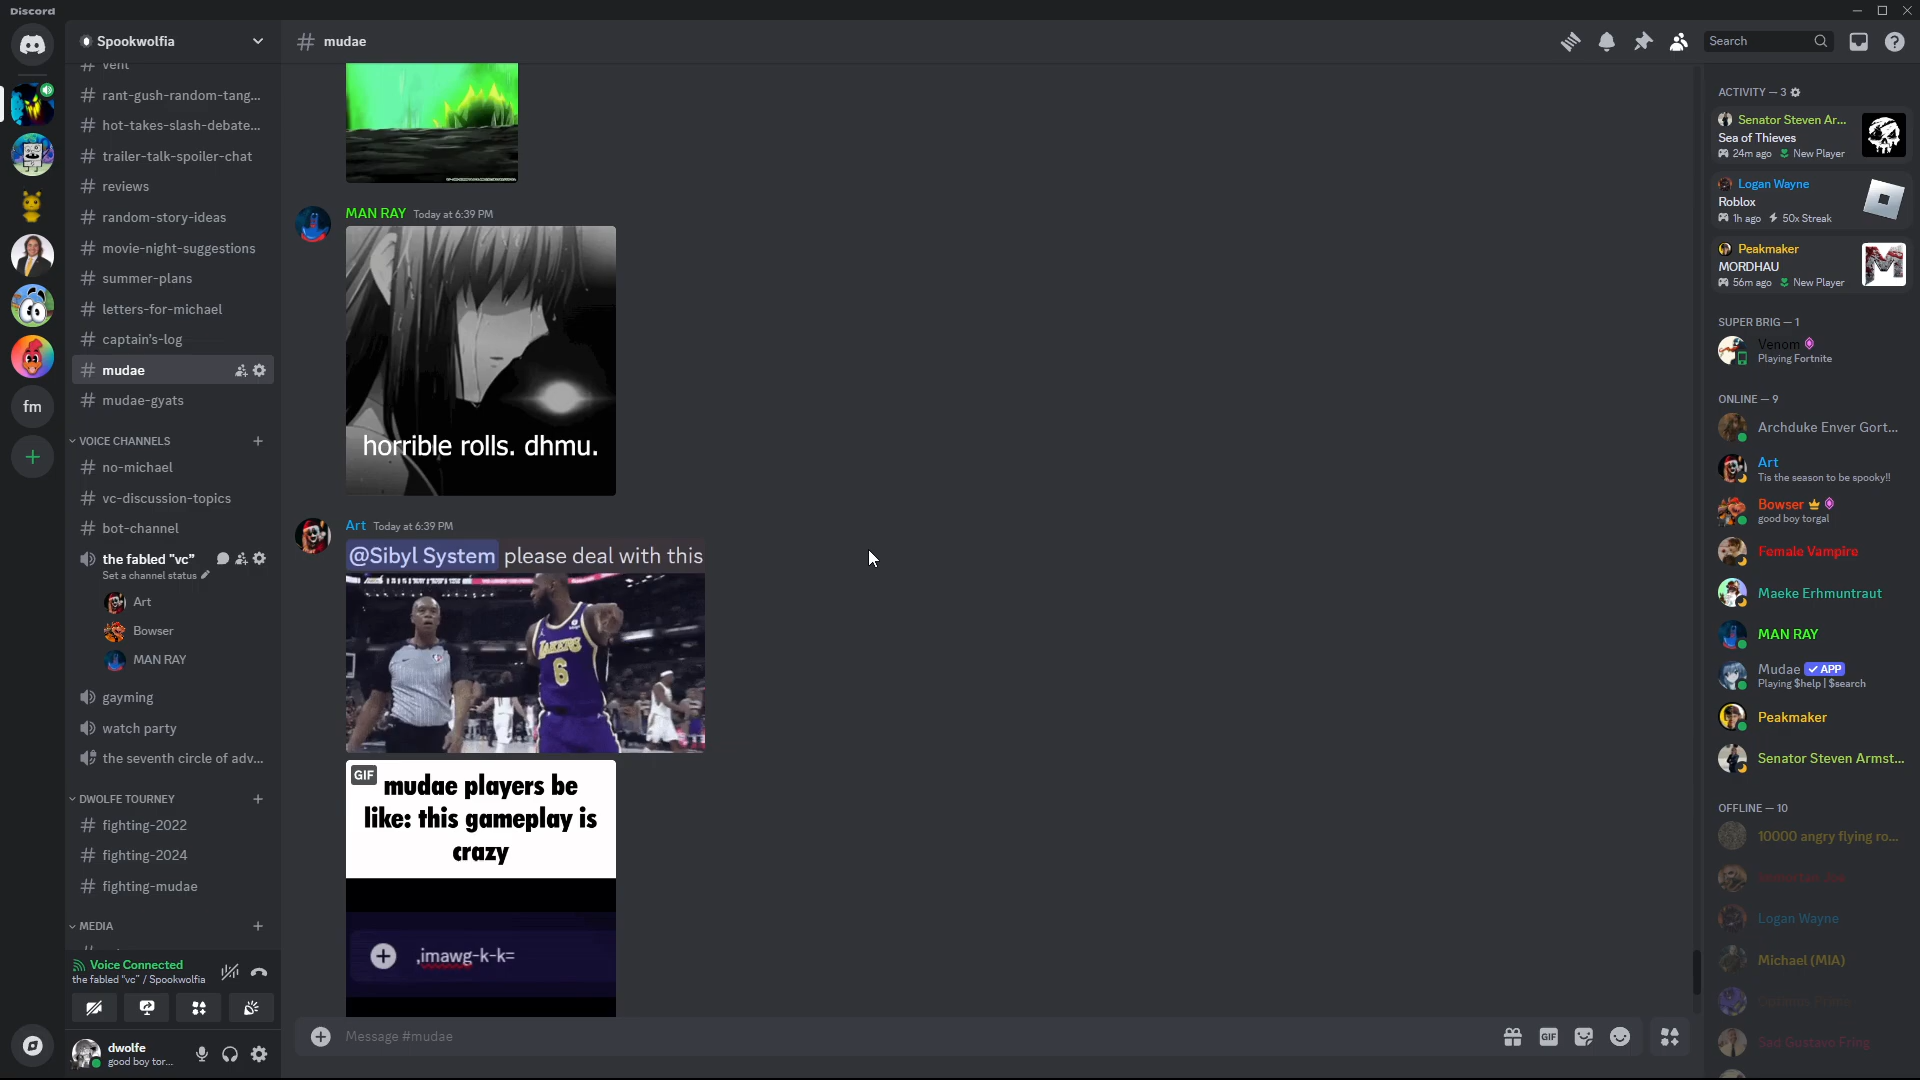 Discord
Spookwolfia
vent
rant-gush-random-tang...
hot-takes-slash-debate...
trailer-talk-spoiler-chat
reviews
random-story-ideas
movie-night-suggestions
summer-plans
letters-for-michael
captain's-log
mudae
mudae-gyats
fm
VOICE CHANNELS
no-michael
vc-discussion-topics
bot-channel
the fabled "vc"
Set a channel status
Art
Bowser
MAN RAY
gayming
watch party
the seventh circle of adv...
DWOLFE TOURNEY
fighting-2022
fighting-2024
fighting-mudae
MEDIA
Voice Connected
the fabled "vc" / Spookwolfia
dwolfe
good boy tor...
# mudae
Search
MAN RAY Today at 6:39 PM
horrible rolls. dhmu.
Art Today at 6:39 PM
@Sibyl System please deal with this
LAKERS
6
GIF
mudae players be
like: this gameplay is
crazy
,imawg-k-k=
Message #mudae
GIF
ACTIVITY — 3
Senator Steven Ar...
Sea of Thieves
24m ago New Player
Logan Wayne
Roblox
1h ago 50x Streak
Peakmaker
MORDHAU
56m ago New Player
M
SUPER BRIG — 1
Venom
Playing Fortnite
ONLINE — 9
Archduke Enver Gort...
Art
Tis the season to be spooky!!
Bowser
good boy torgal
Female Vampire
Maeke Erhmuntraut
MAN RAY
Mudae APP
Playing $help | $search
Peakmaker
Senator Steven Armst...
OFFLINE — 10
10000 angry flying ro...
Logan Wayne
Michael (MIA)
Optimus Prime
Sad Gustavo Fring